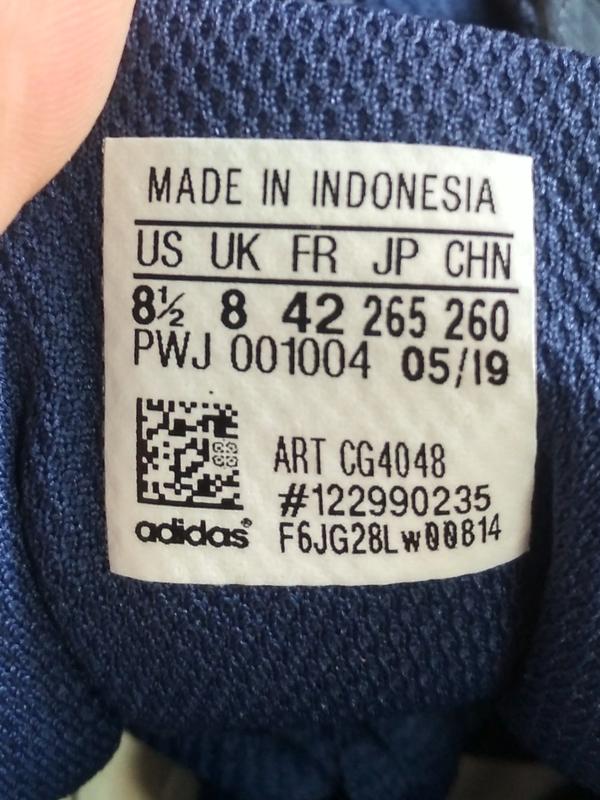 MADE IN INDONESIA
US UK FR JP CHN
8½ 8 42 265 260
PWJ 001004 05/19
ART CG4048
#122990235
adidas® F6JG28Lw00814